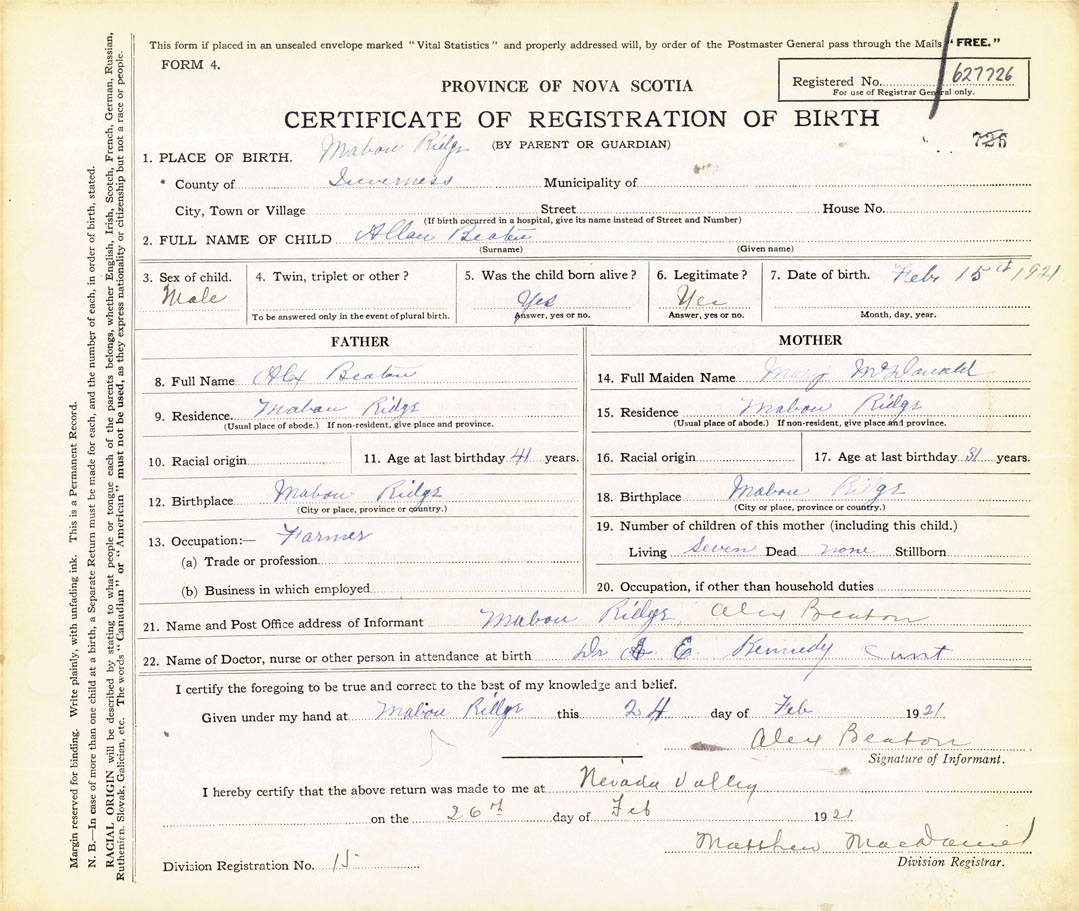 This form if placed in an unsealed envelope marked "Vital Statistics" and properly addressed will, by order of the Postmaster General pass through the Mails "FREE."
FORM 4.
Registered No. 627726
For use of Registrar General only.
PROVINCE OF NOVA SCOTIA
CERTIFICATE OF REGISTRATION OF BIRTH
(BY PARENT OR GUARDIAN)
726
1. PLACE OF BIRTH. Mabou Ridge
County of Inverness Municipality of
City, Town or Village Street House No.
(If birth occurred in a hospital, give its name instead of Street and Number)
2. FULL NAME OF CHILD Allan Beaton
(Surname) (Given name)
3. Sex of child. 4. Twin, triplet or other? 5. Was the child born alive? 6. Legitimate? 7. Date of birth. Feb 15 1921
Male Yes Yes
To be answered only in the event of plural birth. Answer, yes or no. Answer, yes or no. Month, day, year.
FATHER MOTHER
8. Full Name Alex Beaton 14. Full Maiden Name Mary McDonald
9. Residence. Mabou Ridge 15. Residence Mabou Ridge
(Usual place of abode.) If non-resident, give place and province. (Usual place of abode.) If non-resident, give place and province.
10. Racial origin 11. Age at last birthday 41 years. 16. Racial origin 17. Age at last birthday 31 years.
12. Birthplace Mabou Ridge 18. Birthplace Mabou Ridge
(City or place, province or country.) (City or place, province or country.)
13. Occupation:— Farmer 19. Number of children of this mother (including this child.)
(a) Trade or profession Living Seven Dead none Stillborn
(b) Business in which employed 20. Occupation, if other than household duties
21. Name and Post Office address of Informant Mabou Ridge, Alex Beaton
22. Name of Doctor, nurse or other person in attendance at birth Dr E. Kennedy
I certify the foregoing to be true and correct to the best of my knowledge and belief.
Given under my hand at Mabou Ridge this 24 day of Feb 1921
Alex Beaton
Signature of Informant.
I hereby certify that the above return was made to me at Nevada Valley
on the 26th day of Feb 1921
Matthew MacDaniel
Division Registrar.
Division Registration No. 15
Margin reserved for binding. Write plainly, with unfading ink. This is a Permanent Record.
N. B.—In case of more than one child at a birth, a Separate Return must be made for each, and the number of each, in order of birth, stated.
RACIAL ORIGIN will be described by stating to what people or tongue each of the parents belongs, whether English, Irish, Scotch, French, German, Russian,
Ruthenian, Slovak, Galician, etc. The words "Canadian" or "American" must not be used, as they express nationality or citizenship but not a race or people.